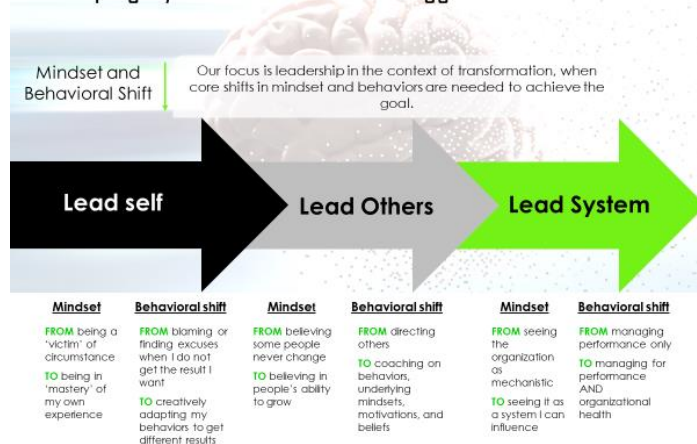 Mindset and
Behavioral Shift
Our focus is leadership in the context of transformation, when
core shifts in mindset and behaviors are needed to achieve the
goal.
Lead self
Lead Others
Lead System
Mindset
FROM being a
'victim' of
circumstance
TO being in
'mastery' of
my own
experience
Behavioral shift
FROM blaming or
finding excuses
when I do not
get the result I
want
TO creatively
adapting my
behaviors to get
different results
Mindset
FROM believing
some people
never change
TO believing in
people's ability
to grow
Behavioral shift
FROM directing
others
TO coaching on
behaviors,
underlying
mindsets,
motivations, and
beliefs
Mindset
FROM seeing
the
organization
as
mechanistic
TO seeing it as
a system I can
influence
Behavioral shift
FROM managing
performance only
TO managing for
performance
AND
organizational
health